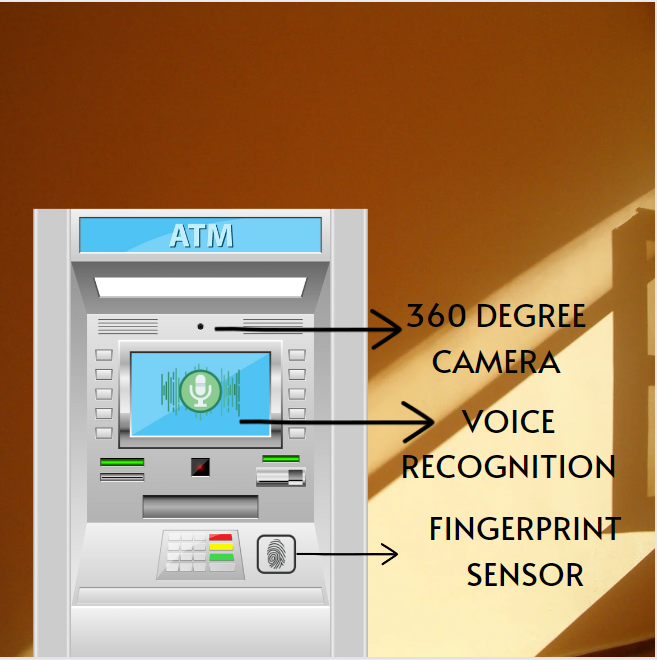 ATM
360 DEGREE
CAMERA
VOICE
RECOGNITION
FINGERPRINT
SENSOR